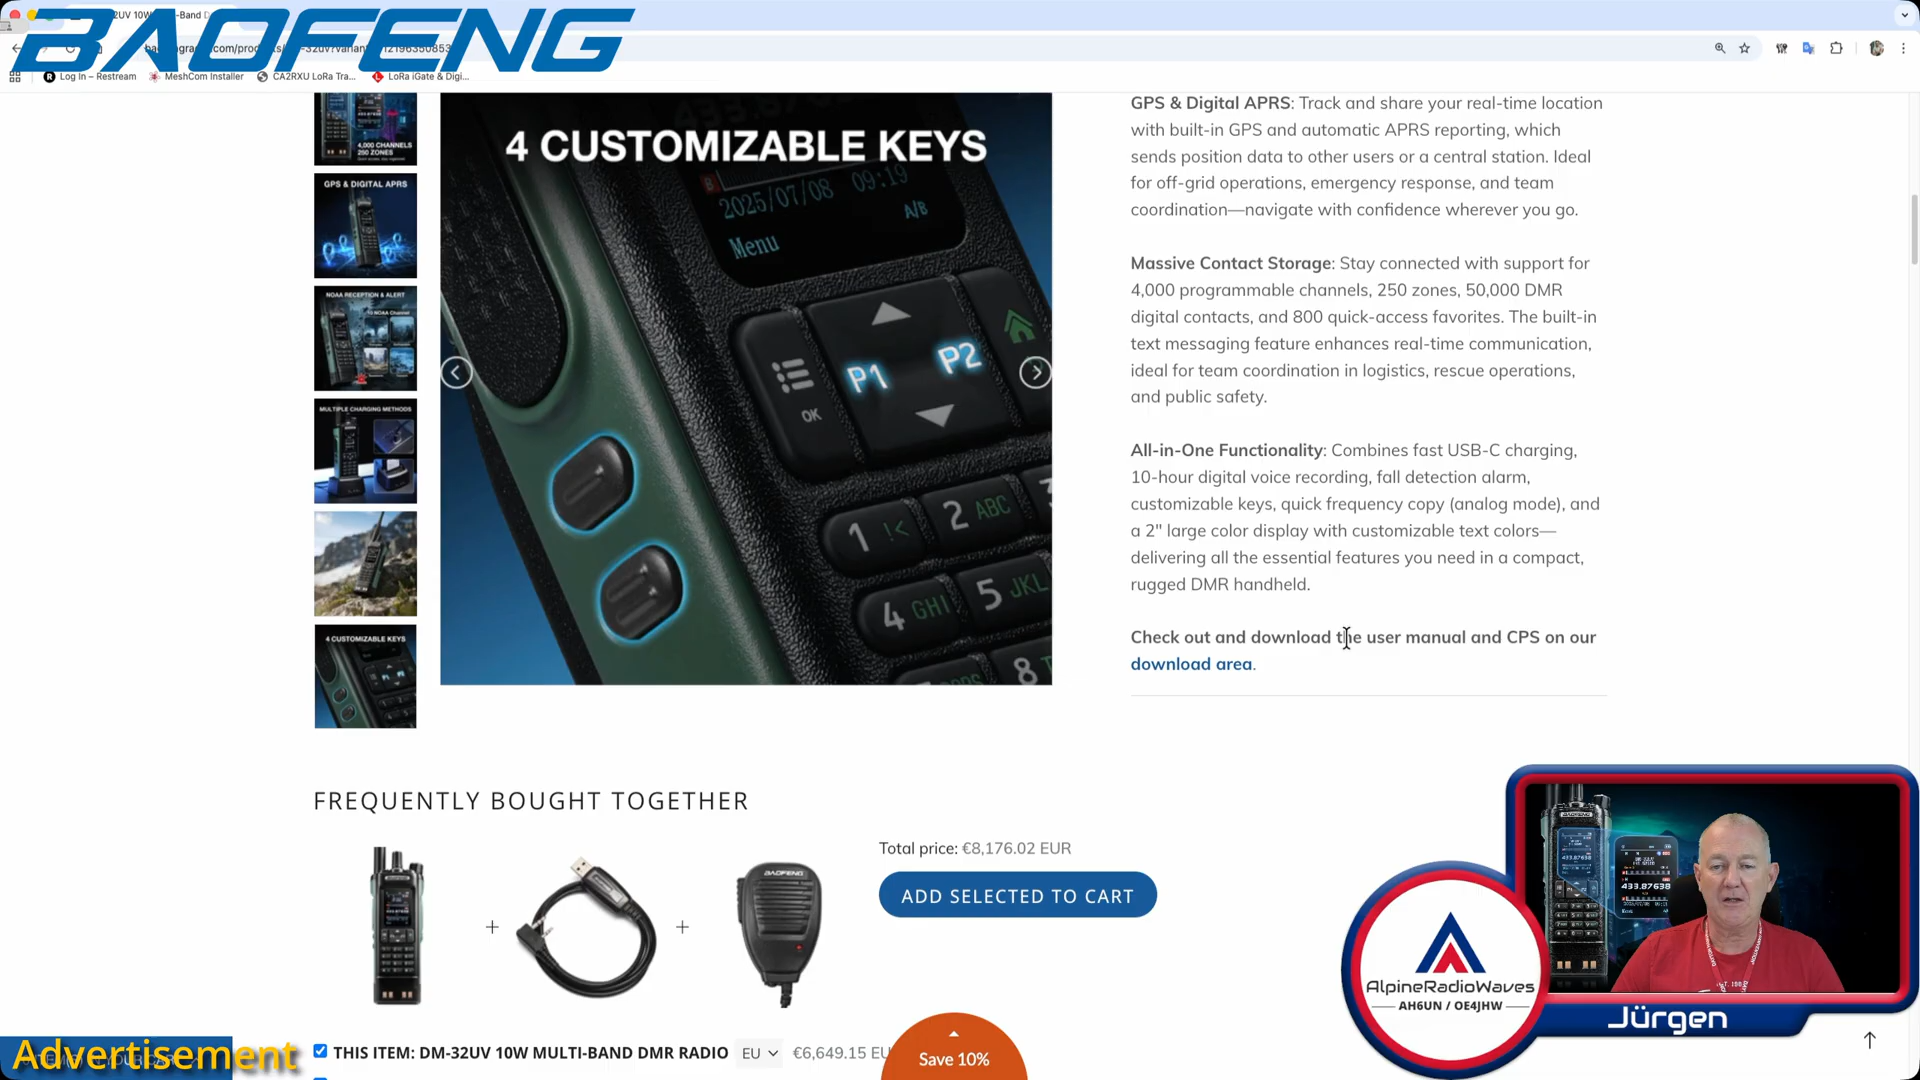 BAOFENG
Log In – Restream
MeshCom Installer
CA2RXU LoRa Tra...
LoRa iGate & Digi...
4,000 CHANNELS
250 ZONES
GPS & DIGITAL APRS
NOAA RECEPTION & ALERT
MULTIPLE CHARGING METHODS
4 CUSTOMIZABLE KEYS
4 CUSTOMIZABLE KEYS
B
2025/07/08 09:19
A/B
Menu
P1
P2
OK
1
2 ABC
4 GHI
5 JKL
8
GPS & Digital APRS: Track and share your real-time location
with built-in GPS and automatic APRS reporting, which
sends position data to other users or a central station. Ideal
for off-grid operations, emergency response, and team
coordination—navigate with confidence wherever you go.
Massive Contact Storage: Stay connected with support for
4,000 programmable channels, 250 zones, 50,000 DMR
digital contacts, and 800 quick-access favorites. The built-in
text messaging feature enhances real-time communication,
ideal for team coordination in logistics, rescue operations,
and public safety.
All-in-One Functionality: Combines fast USB-C charging,
10-hour digital voice recording, fall detection alarm,
customizable keys, quick frequency copy (analog mode), and
a 2" large color display with customizable text colors—
delivering all the essential features you need in a compact,
rugged DMR handheld.
Check out and download the user manual and CPS on our
download area.
FREQUENTLY BOUGHT TOGETHER
BAOFENG
Total price: €8,176.02 EUR
ADD SELECTED TO CART
THIS ITEM: DM-32UV 10W MULTI-BAND DMR RADIO
EU
€6,649.15 EU
Save 10%
Advertisement
BAOFENG
433.87638
AlpineRadioWaves
AH6UN / OE4JHW
Jürgen